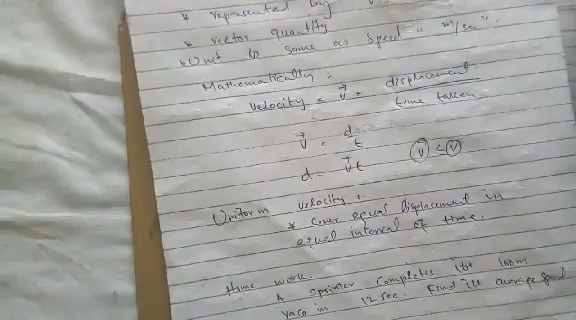 * represented by
* vector quantity
* Unit is same as speed = "m/sec".
Mathematically:
velocity = v⃗ = displacement / time taken
v⃗ = d/t
d = v⃗t
v⃗ < v
Uniform velocity:
* Cover equal displacement in
equal interval of time.
Home work:
A sprinter completes its 100m
race in 12 sec. Find its average speed